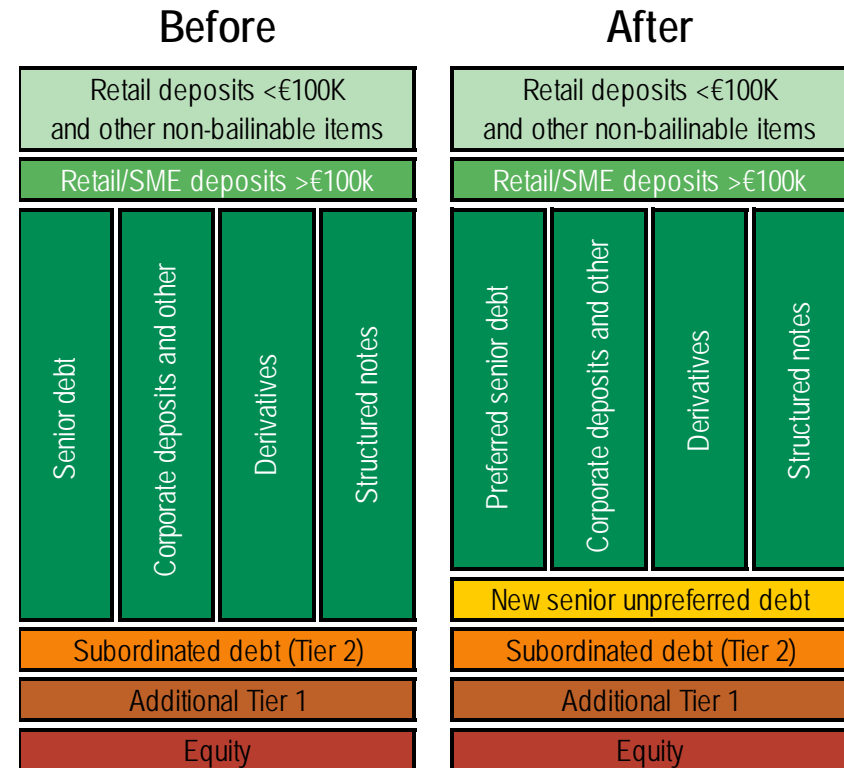 Before
Retail deposits <€100K
and other non-bailinable items
Retail/SME deposits >€100k
Senior debt
Corporate deposits and other
Derivatives
Structured notes
Subordinated debt (Tier 2)
Additional Tier 1
Equity
After
Retail deposits <€100K
and other non-bailinable items
Retail/SME deposits >€100k
Preferred senior debt
Corporate deposits and other
Derivatives
Structured notes
New senior unpreferred debt
Subordinated debt (Tier 2)
Additional Tier 1
Equity